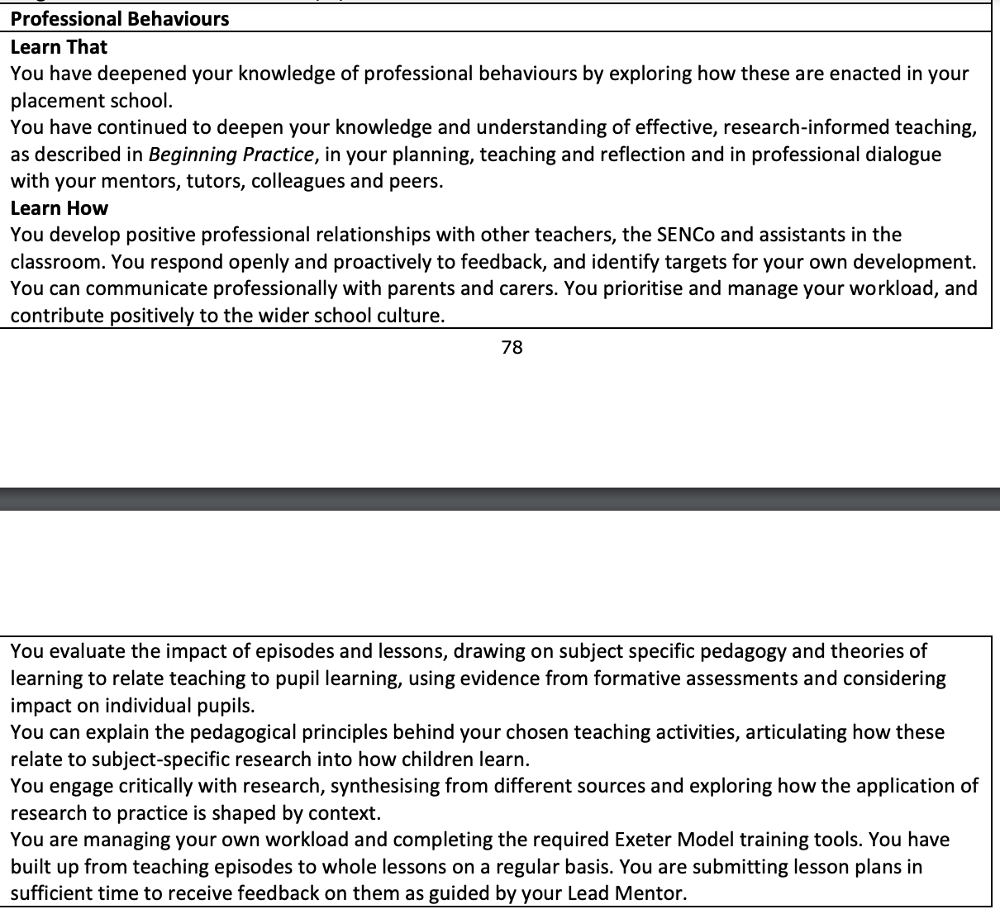 Professional Behaviours
Learn That
You have deepened your knowledge of professional behaviours by exploring how these are enacted in your
placement school.
You have continued to deepen your knowledge and understanding of effective, research-informed teaching,
as described in Beginning Practice, in your planning, teaching and reflection and in professional dialogue
with your mentors, tutors, colleagues and peers.
Learn How
You develop positive professional relationships with other teachers, the SENCo and assistants in the
classroom. You respond openly and proactively to feedback, and identify targets for your own development.
You can communicate professionally with parents and carers. You prioritise and manage your workload, and
contribute positively to the wider school culture.
78
You evaluate the impact of episodes and lessons, drawing on subject specific pedagogy and theories of
learning to relate teaching to pupil learning, using evidence from formative assessments and considering
impact on individual pupils.
You can explain the pedagogical principles behind your chosen teaching activities, articulating how these
relate to subject-specific research into how children learn.
You engage critically with research, synthesising from different sources and exploring how the application of
research to practice is shaped by context.
You are managing your own workload and completing the required Exeter Model training tools. You have
built up from teaching episodes to whole lessons on a regular basis. You are submitting lesson plans in
sufficient time to receive feedback on them as guided by your Lead Mentor.